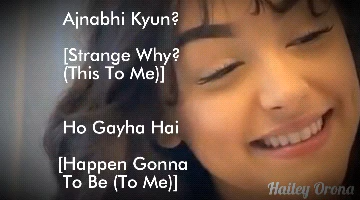 Ajnabhi Kyun?
[Strange Why?
(This To Me)]
Ho Gayha Hai
[Happen Gonna
To Be (To Me)]
Hailey Orona